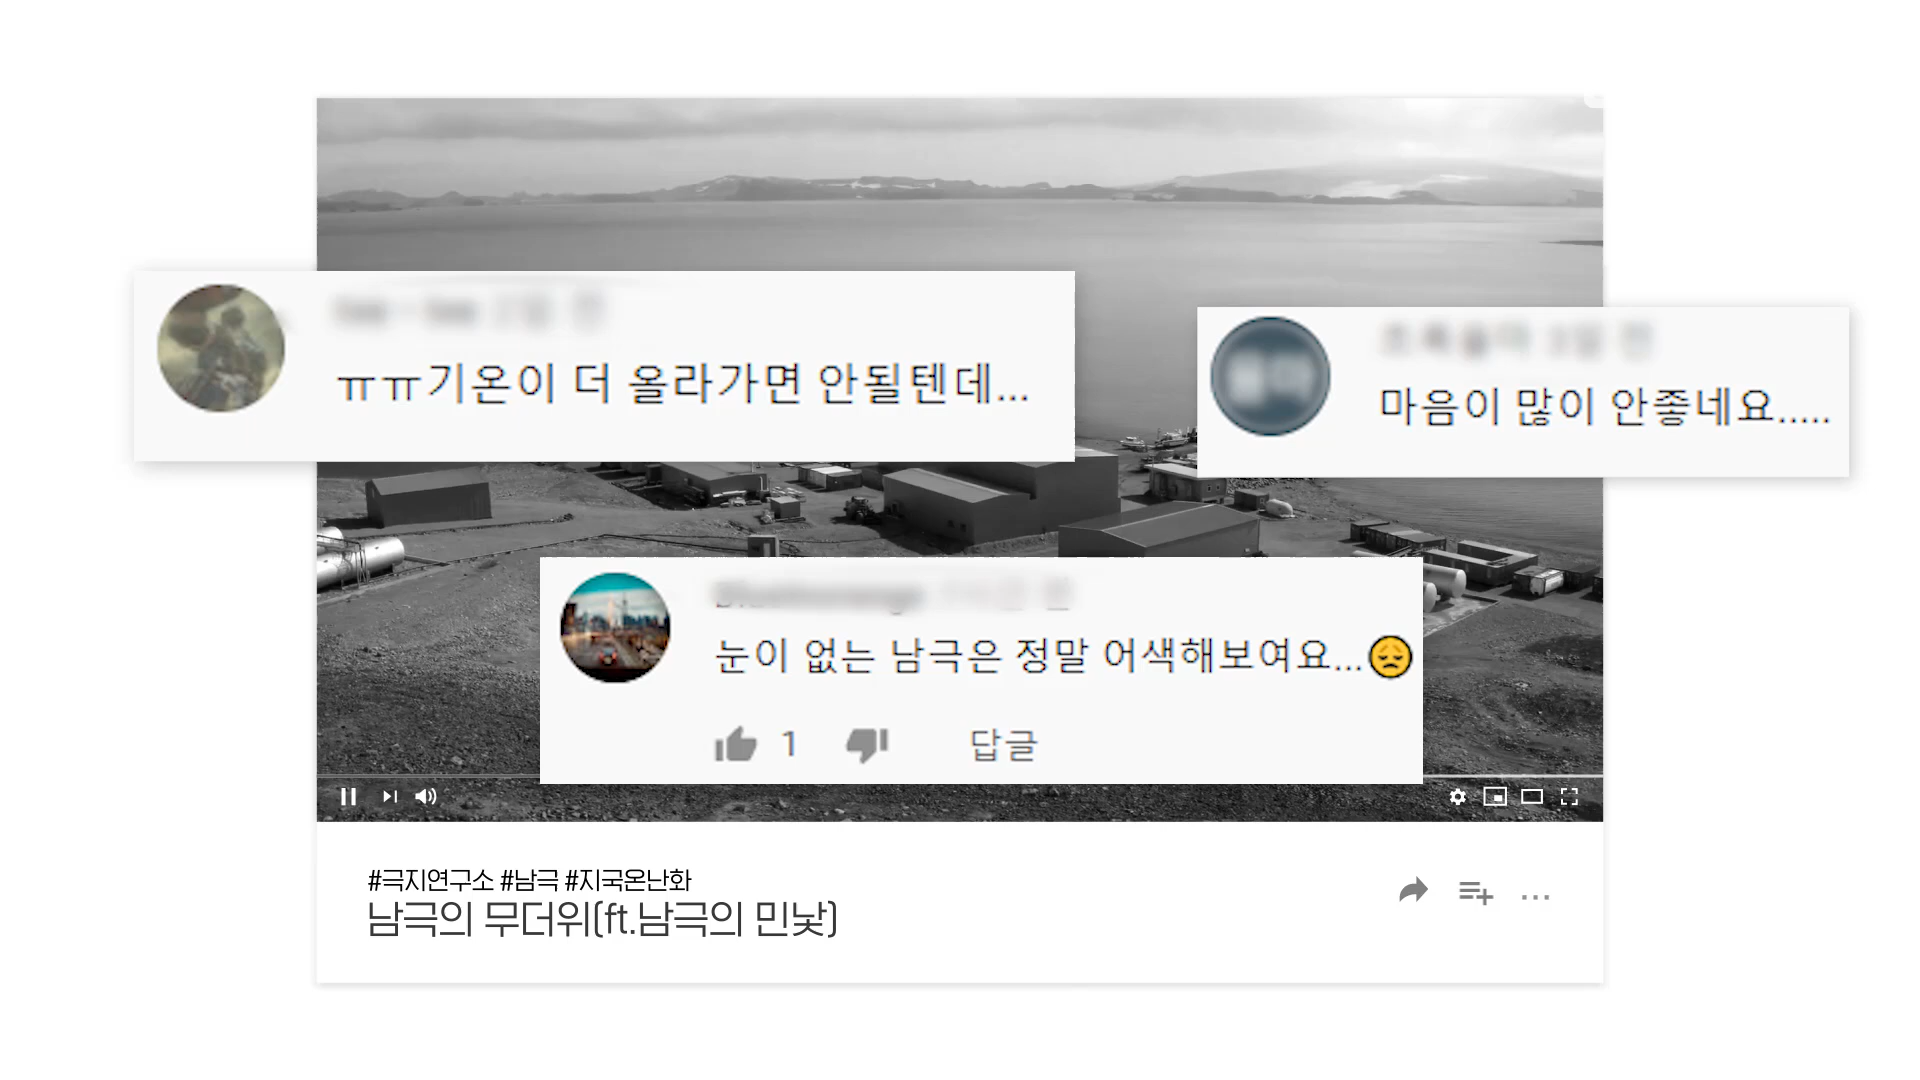 ㅠㅠ기온이 더 올라가면 안될텐데...
마음이 많이 안좋네요.....
눈이 없는 남극은 정말 어색해보여요...😞
1
답글
#극지연구소 #남극 #지국온난화
남극의 무더위(ft.남극의 민낯)